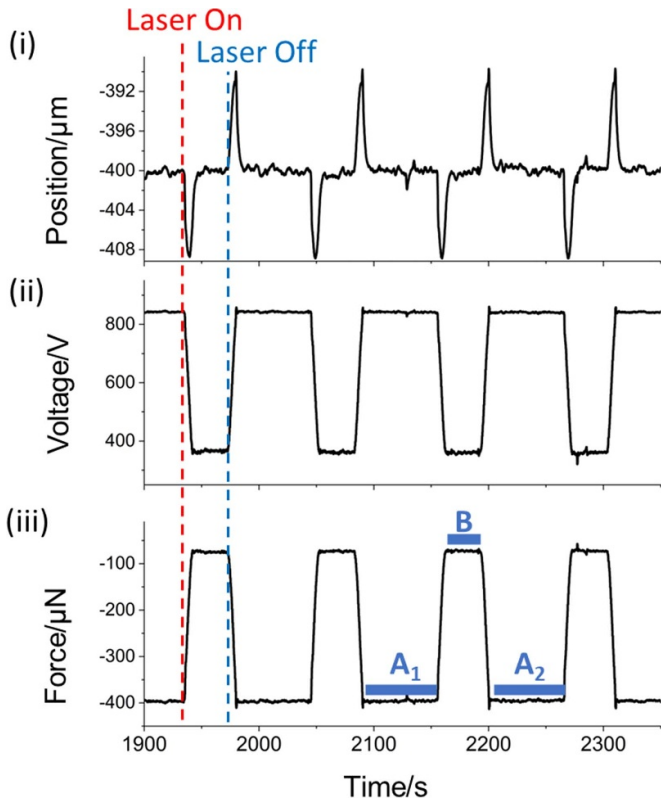 Laser On
Laser Off
(i)
-392
-396
-400
-404
-408
Position/µm
(ii)
800
600
400
Voltage/V
(iii)
B
-100
-200
-300
-400
A₁
A₂
Force/µN
1900
2000
2100
2200
2300
Time/s